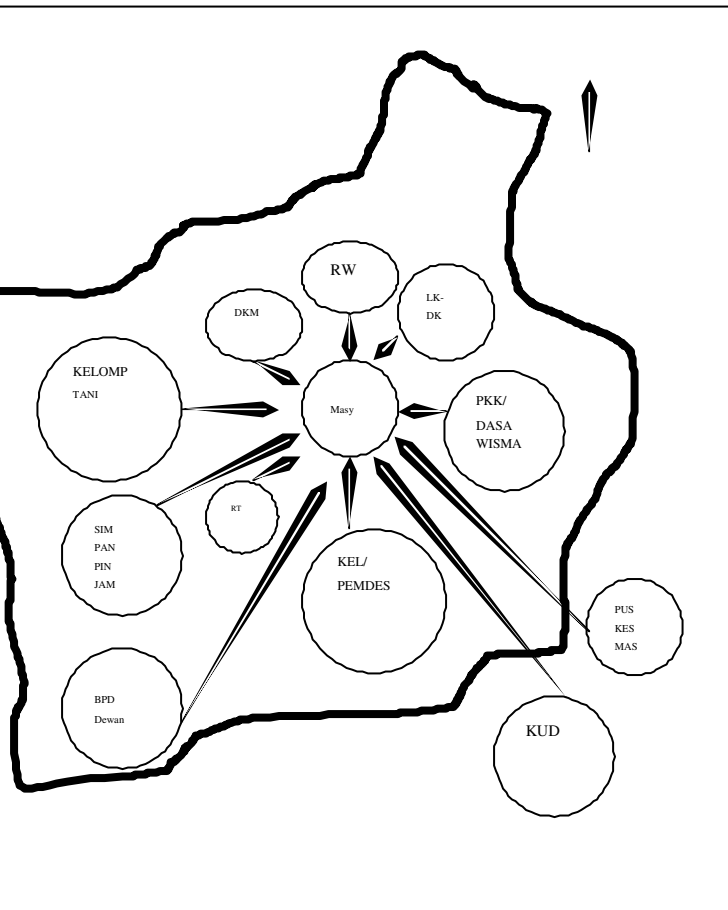 RW
LK-
DK
DKM
KELOMP
TANI
Masy
PKK/
DASA
WISMA
SIM
PAN
PIN
JAM
RT
KEL/
PEMDES
PUS
KES
MAS
BPD
Dewan
KUD